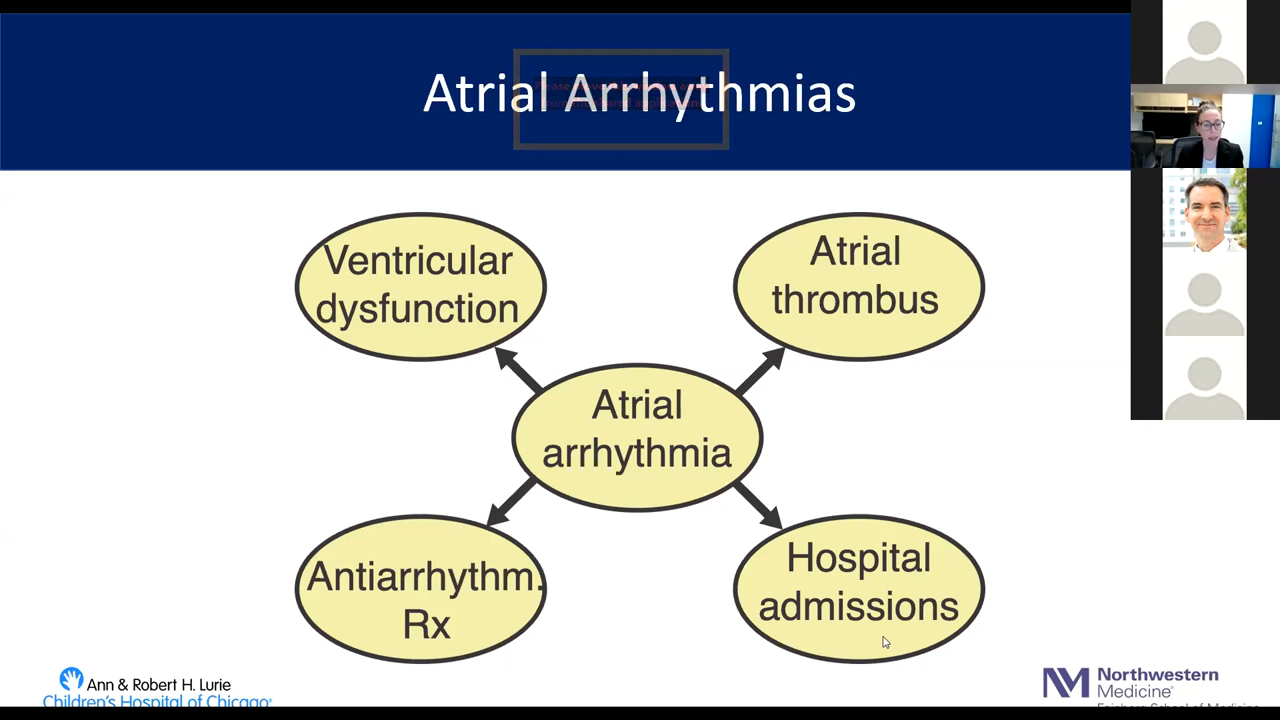 Atrial Arrhythmias
Ventricular
dysfunction
Atrial
thrombus
Atrial
arrhythmia
Antiarrhythm.
Rx
Hospital
admissions
Ann & Robert H. Lurie
Children's Hospital of Chicago®
Northwestern
Medicine®